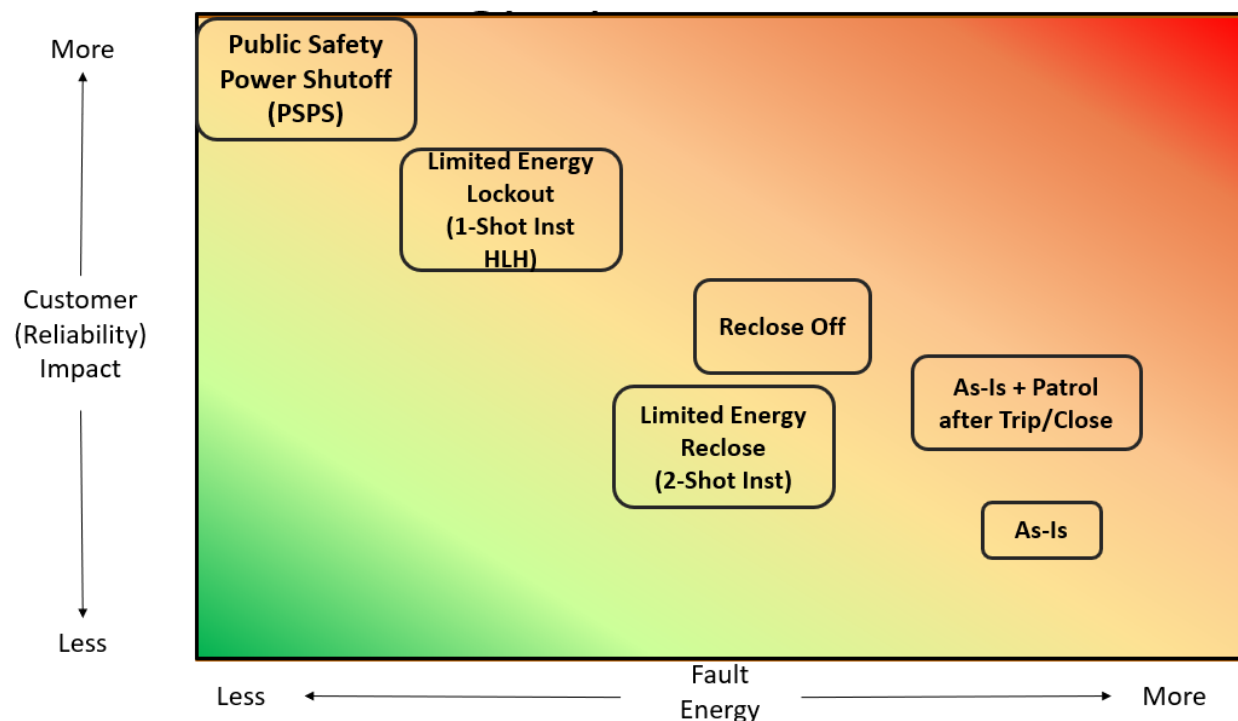 More
Customer
(Reliability)
Impact
Less
Public Safety
Power Shutoff
(PSPS)
Limited Energy
Lockout
(1-Shot Inst
HLH)
Reclose Off
As-Is + Patrol
after Trip/Close
Limited Energy
Reclose
(2-Shot Inst)
As-Is
Less
Fault
Energy
More